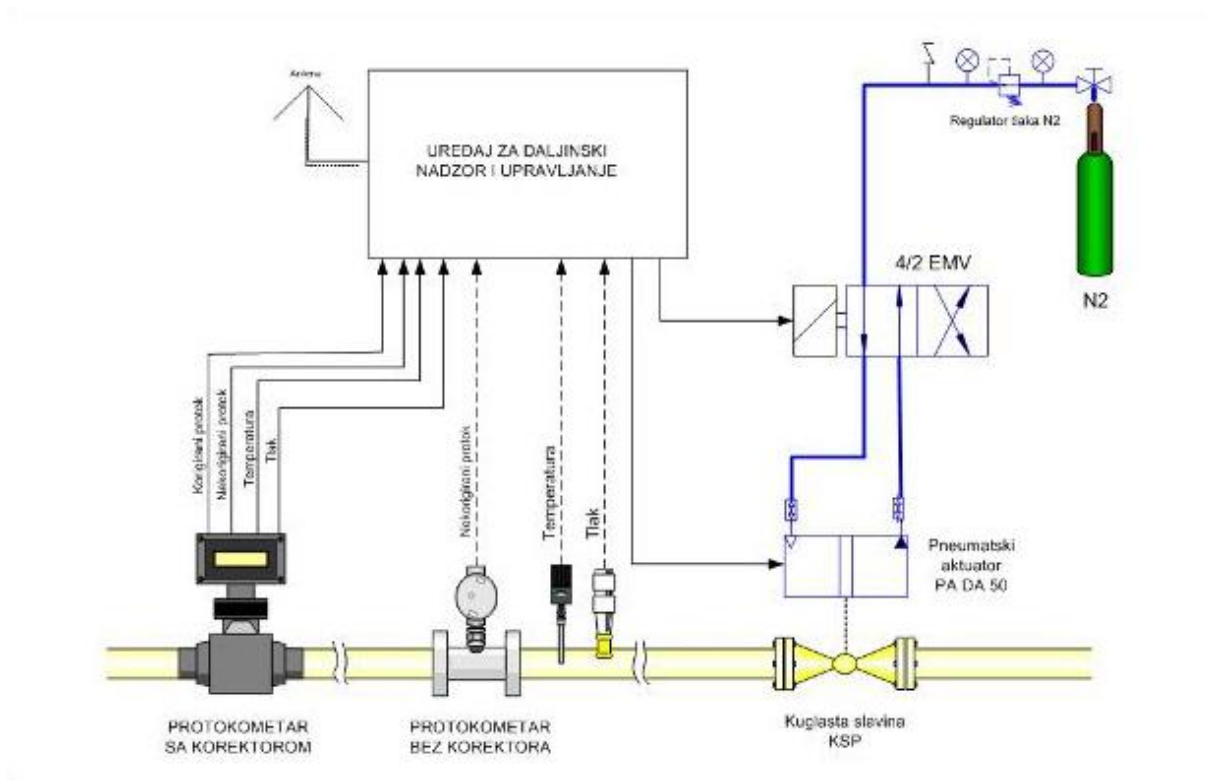 Antena
UREDAJ ZA DALJINSKI
NADZOR I UPRAVLJANJE
Regulator tlaka N2
4/2 EMV
N2
Korigirani protok
Nekorigirani protok
Temperatura
Tlak
Nekorigirani protok
Temperatura
Tlak
Pneumatski
aktuator
PA DA 50
PROTOKOMETAR
SA KOREKTOROM
PROTOKOMETAR
BEZ KOREKTORA
Kuglasta slavina
KSP